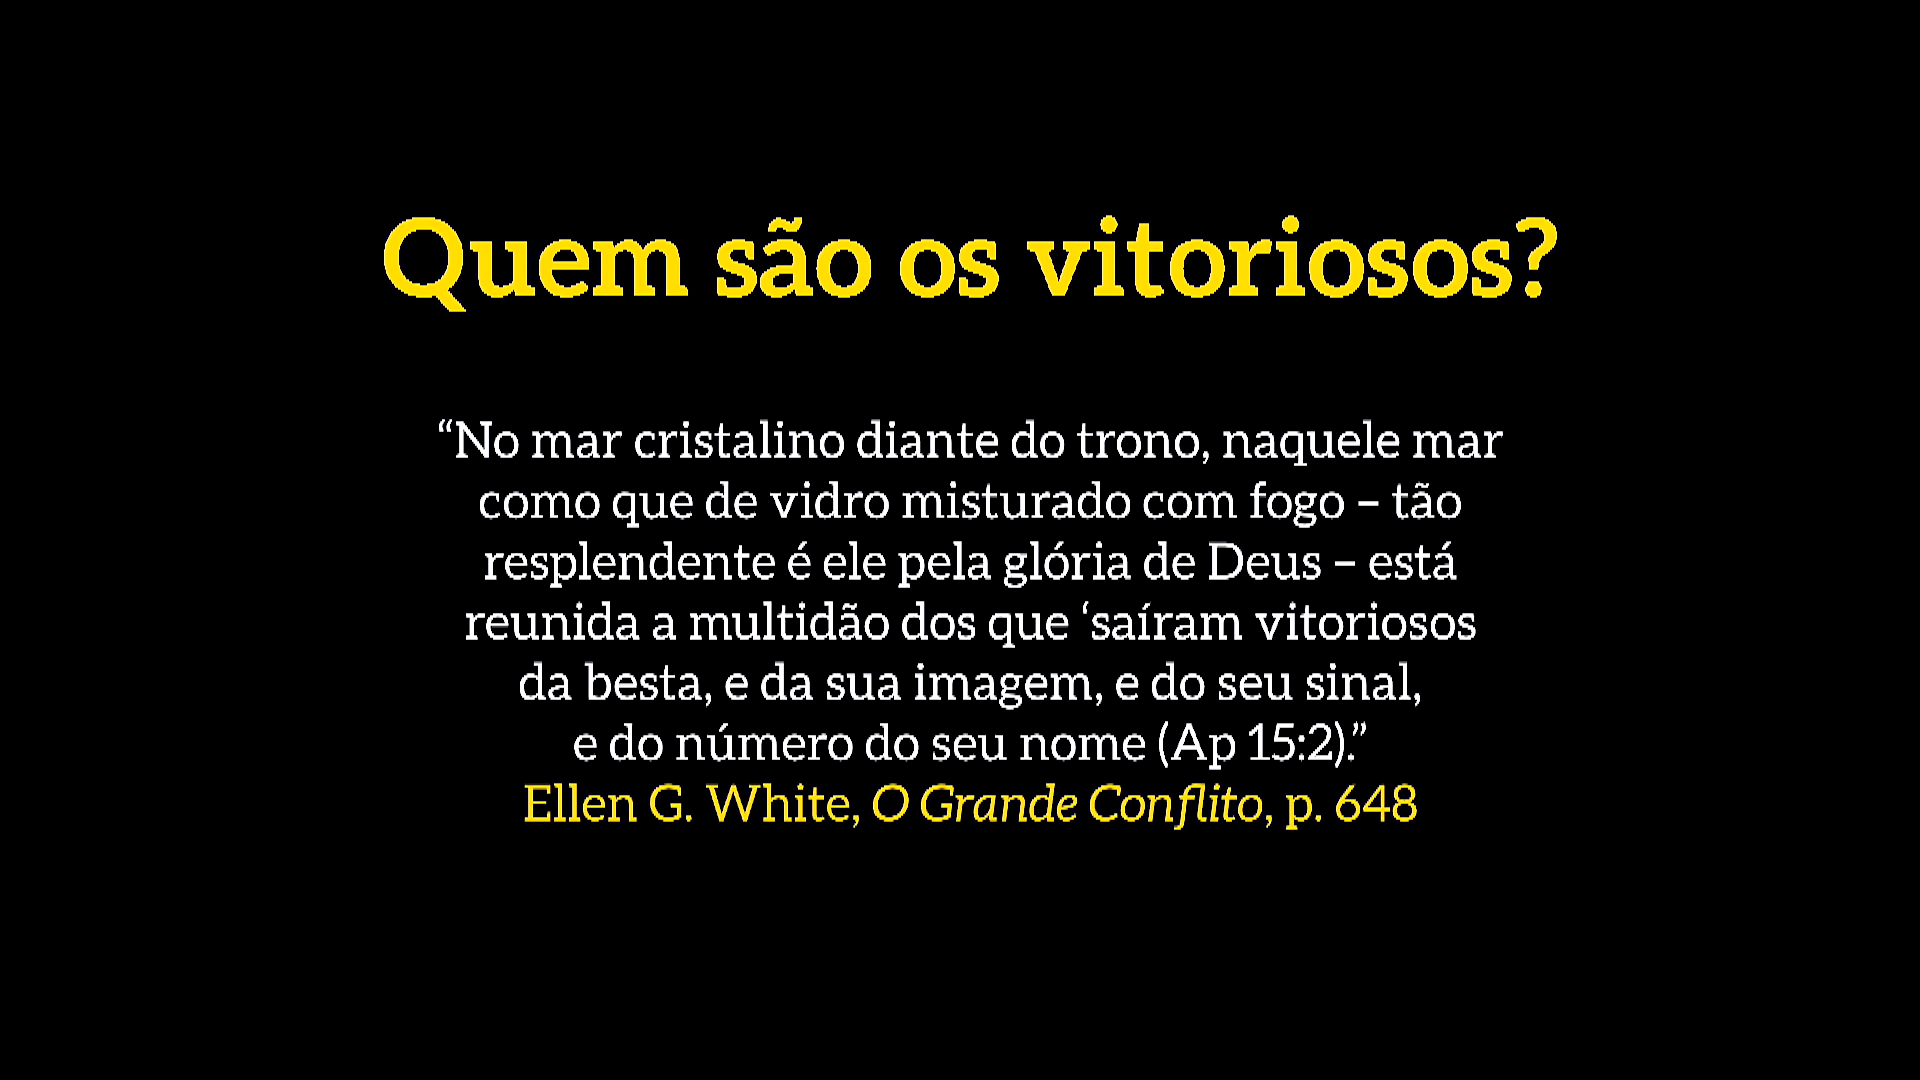 Quem são os vitoriosos?
“No mar cristalino diante do trono, naquele mar
como que de vidro misturado com fogo – tão
resplendente é ele pela glória de Deus – está
reunida a multidão dos que ‘saíram vitoriosos
da besta, e da sua imagem, e do seu sinal,
e do número do seu nome (Ap 15:2).”
Ellen G. White, O Grande Conflito, p. 648